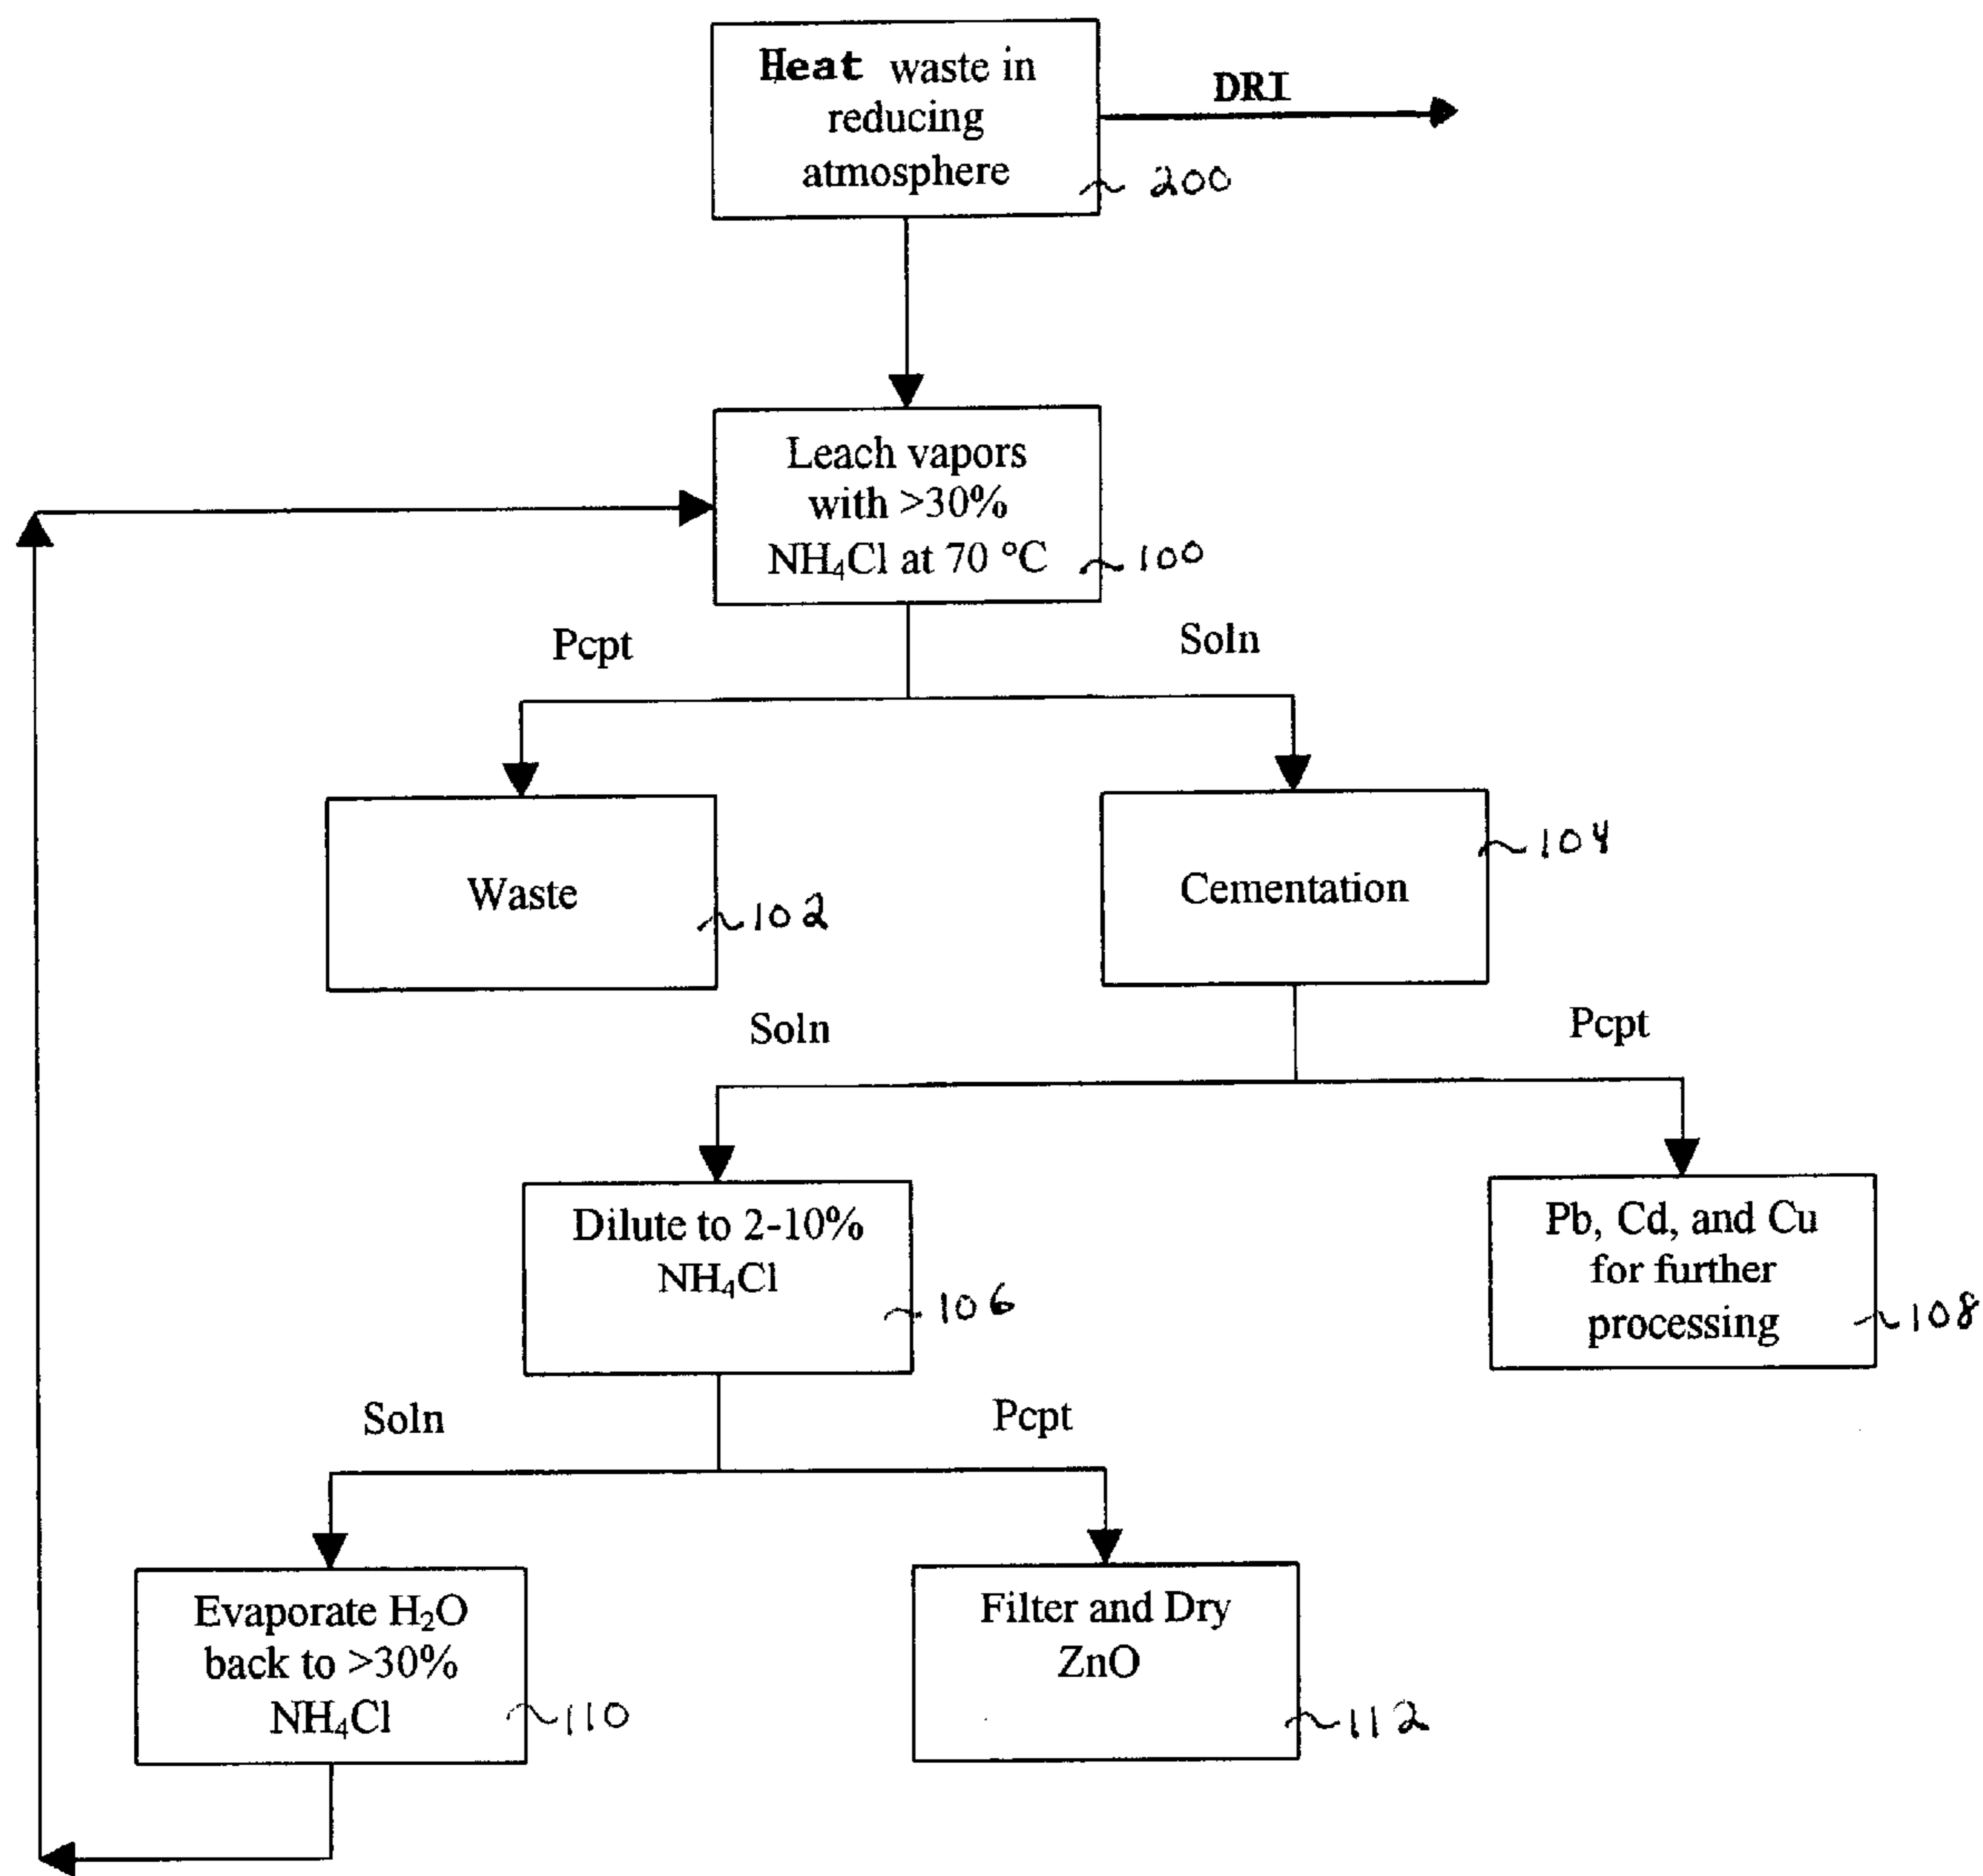 Heat waste in
reducing
atmosphere
200
DRI
Leach vapors
with >30%
NH₄Cl at 70 °C
100
Pcpt
Soln
Waste
102
Cementation
104
Soln
Pcpt
Dilute to 2-10%
NH₄Cl
106
Pb, Cd, and Cu
for further
processing
108
Soln
Pcpt
Evaporate H₂O
back to >30%
NH₄Cl
110
Filter and Dry
ZnO
112